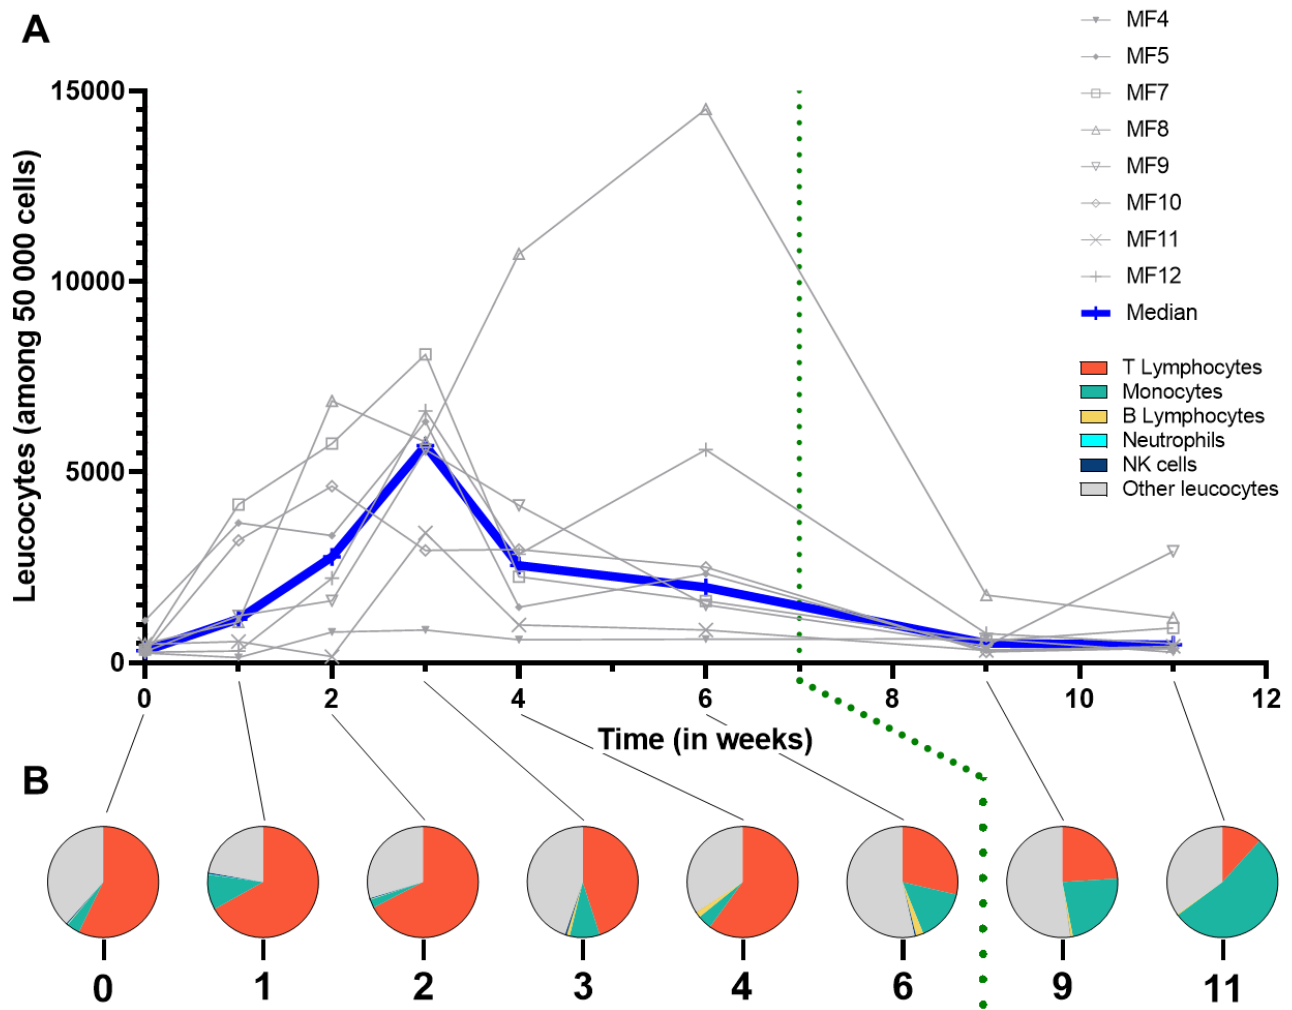 A
MF4
MF5
MF7
MF8
MF9
MF10
MF11
MF12
Median
T Lymphocytes
Monocytes
B Lymphocytes
Neutrophils
NK cells
Other leucocytes
Leucocytes (among 50 000 cells)
15000
10000
5000
0
0 2 4 6 8 10 12
Time (in weeks)
B
0 1 2 3 4 6 9 11